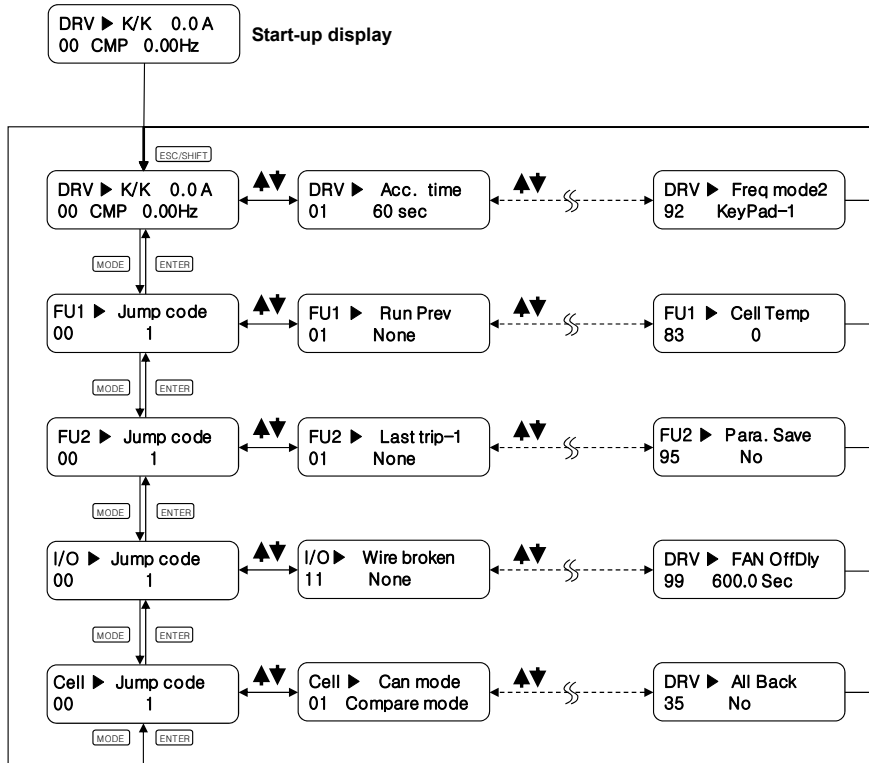 DRV ▶ K/K 0.0 A
00 CMP 0.00Hz
Start-up display
ESC/SHIFT
DRV ▶ K/K 0.0 A
00 CMP 0.00Hz
DRV ▶ Acc. time
01 60 sec
DRV ▶ Freq mode2
92 KeyPad-1
MODE
ENTER
FU1 ▶ Jump code
00 1
FU1 ▶ Run Prev
01 None
FU1 ▶ Cell Temp
83 0
MODE
ENTER
FU2 ▶ Jump code
00 1
FU2 ▶ Last trip-1
01 None
FU2 ▶ Para. Save
95 No
MODE
ENTER
I/O ▶ Jump code
00 1
I/O ▶ Wire broken
11 None
DRV ▶ FAN OffDly
99 600.0 Sec
MODE
ENTER
Cell ▶ Jump code
00 1
Cell ▶ Can mode
01 Compare mode
DRV ▶ All Back
35 No
MODE
ENTER